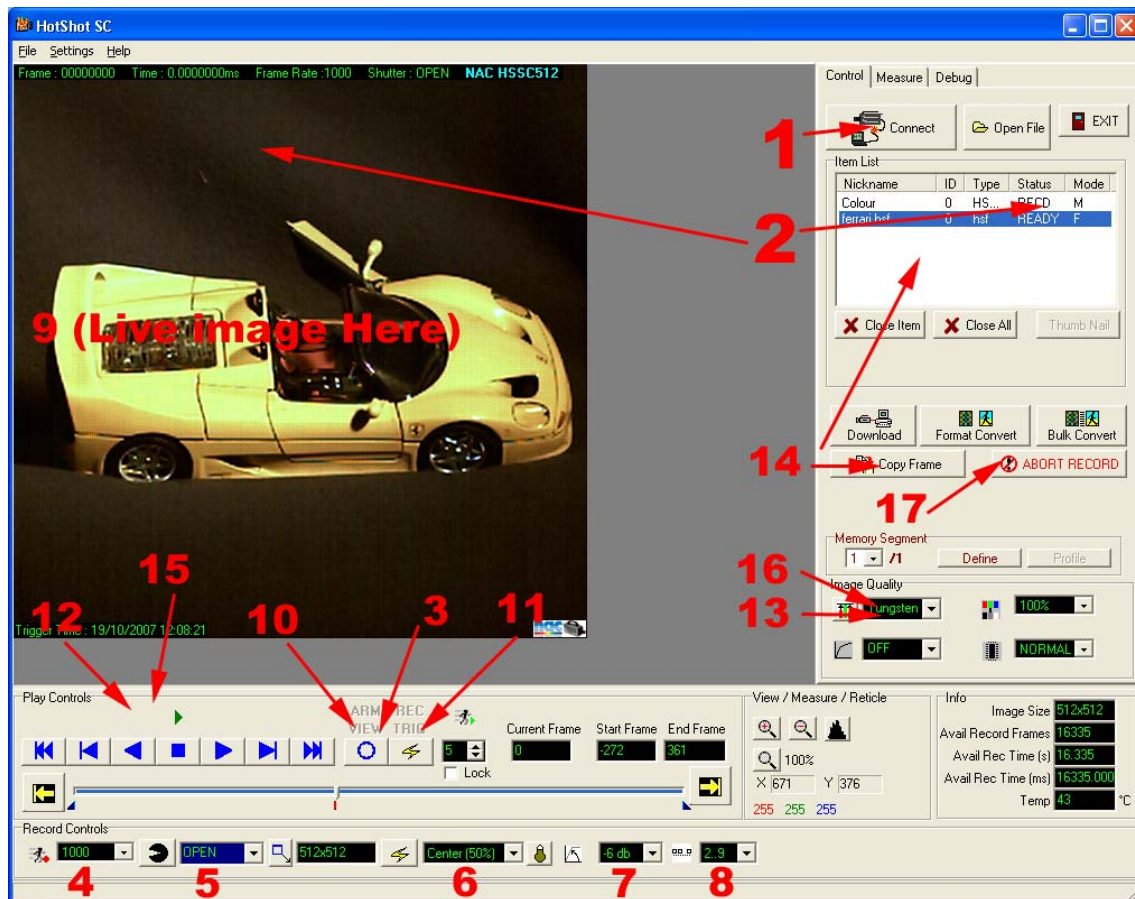 HotShot SC
File Settings Help
Frame : 00000000 Time : 0.0000000ms Frame Rate :1000 Shutter : OPEN NAC HSSC512
Control Measure Debug
1
Connect
Open File
EXIT
Item List
Nickname ID Type Status Mode
Colour 0 HS... RECD M
ferrari.hsf 0 hsf READY F
2
9 (Live image Here)
Close Item
Close All
Thumb Nail
Download
Format Convert
Bulk Convert
14
Copy Frame
ABORT RECORD
17
Memory Segment
1 /1 Define Profile
Image Quality
16
13
Tungsten
100%
OFF
NORMAL
15
12
10
3
11
Trigger Time : 19/10/2007 12:08:21
Play Controls
ARM REC
VIEW TRIG
5
Lock
Current Frame Start Frame End Frame
0 -272 361
View / Measure / Reticle
100%
X 671 Y 376
255 255 255
Info
Image Size 512x512
Avail Record Frames 16335
Avail Rec Time (s) 16.335
Avail Rec Time (ms) 16335.000
Temp 43 °C
Record Controls
1000 OPEN 512x512 Center (50%) -6 db 2..9
4 5 6 7 8